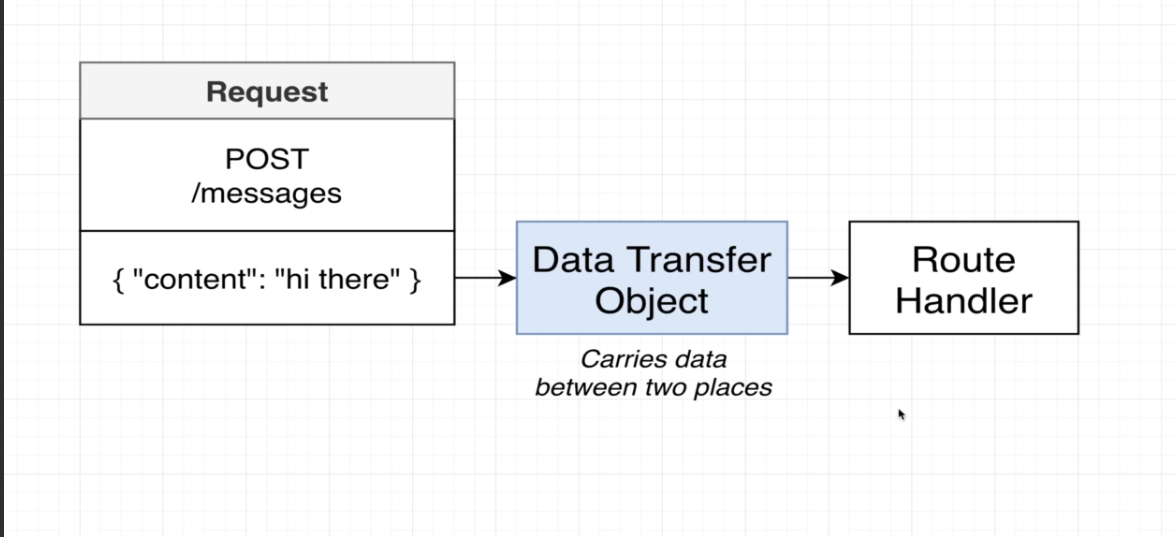 Request
POST
/messages
{ "content": "hi there" }
Data Transfer
Object
Carries data
between two places
Route
Handler